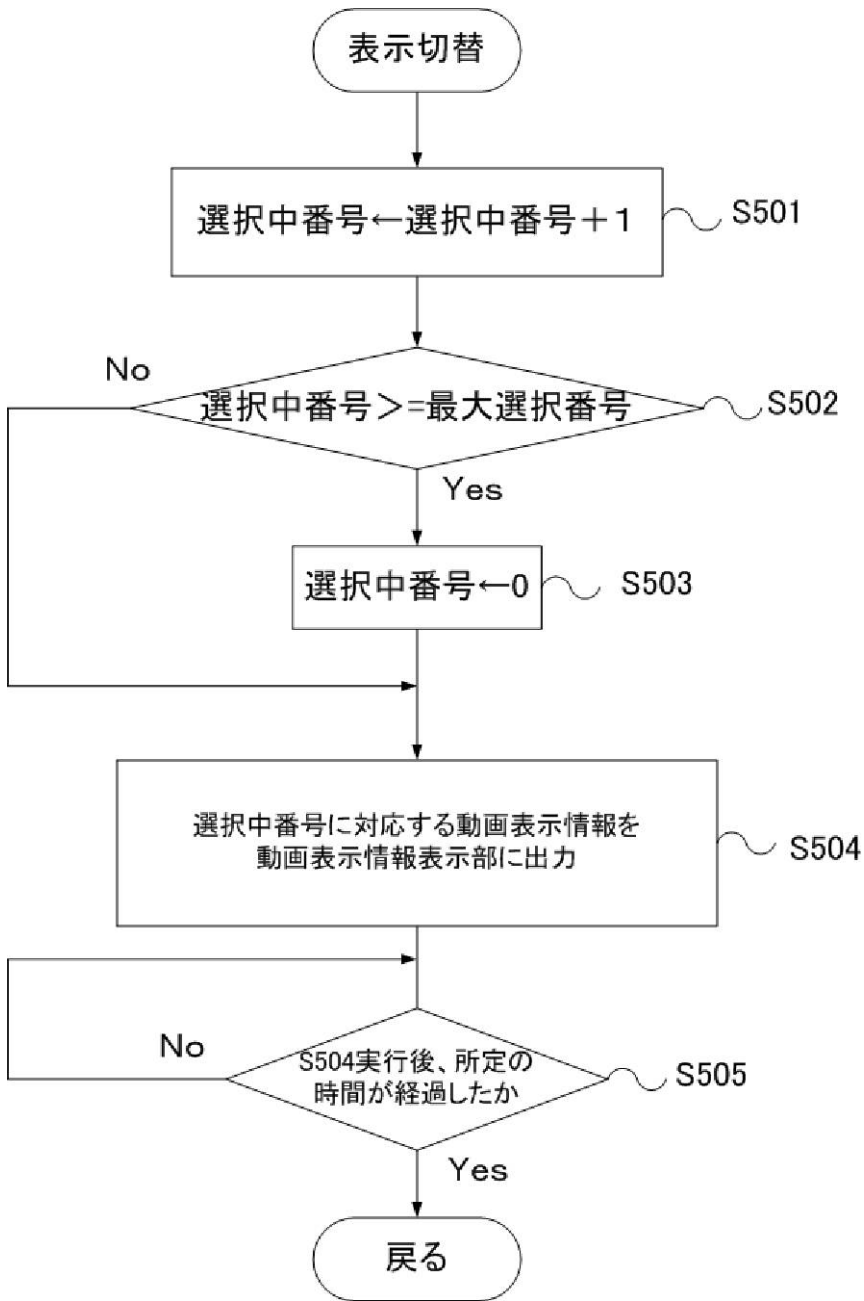 表示切替
選択中番号←選択中番号＋1
S501
No
選択中番号＞=最大選択番号
S502
Yes
選択中番号←0
S503
選択中番号に対応する動画表示情報を
動画表示情報表示部に出力
S504
No
S504実行後、所定の
時間が経過したか
S505
Yes
戻る